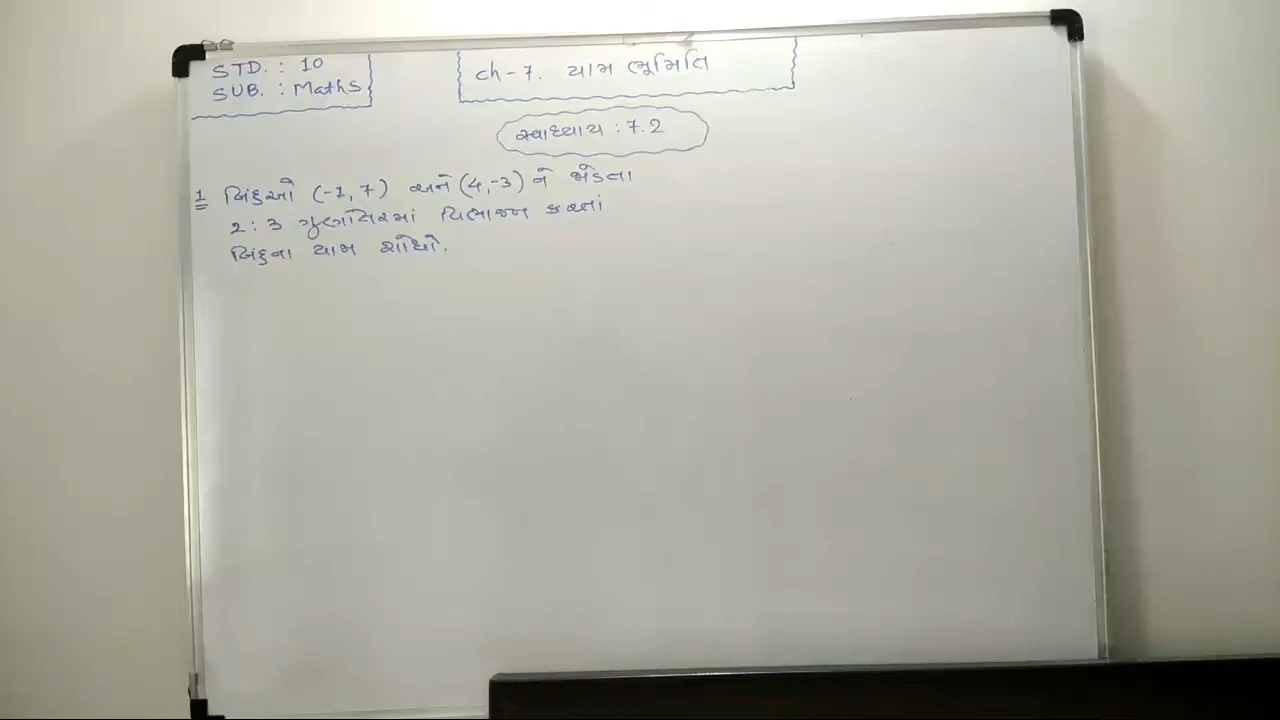 STD. : 10
SUB. : Maths
ch - 7. યામ ભૂમિતિ
સ્વાધ્યાય : 7.2
1 બિંદુઓ (-1, 7) અને (4, -3) ને જોડતા
2 : 3 ગુણોત્તરમાં વિભાજન કરતાં
બિંદુના યામ શોધો.